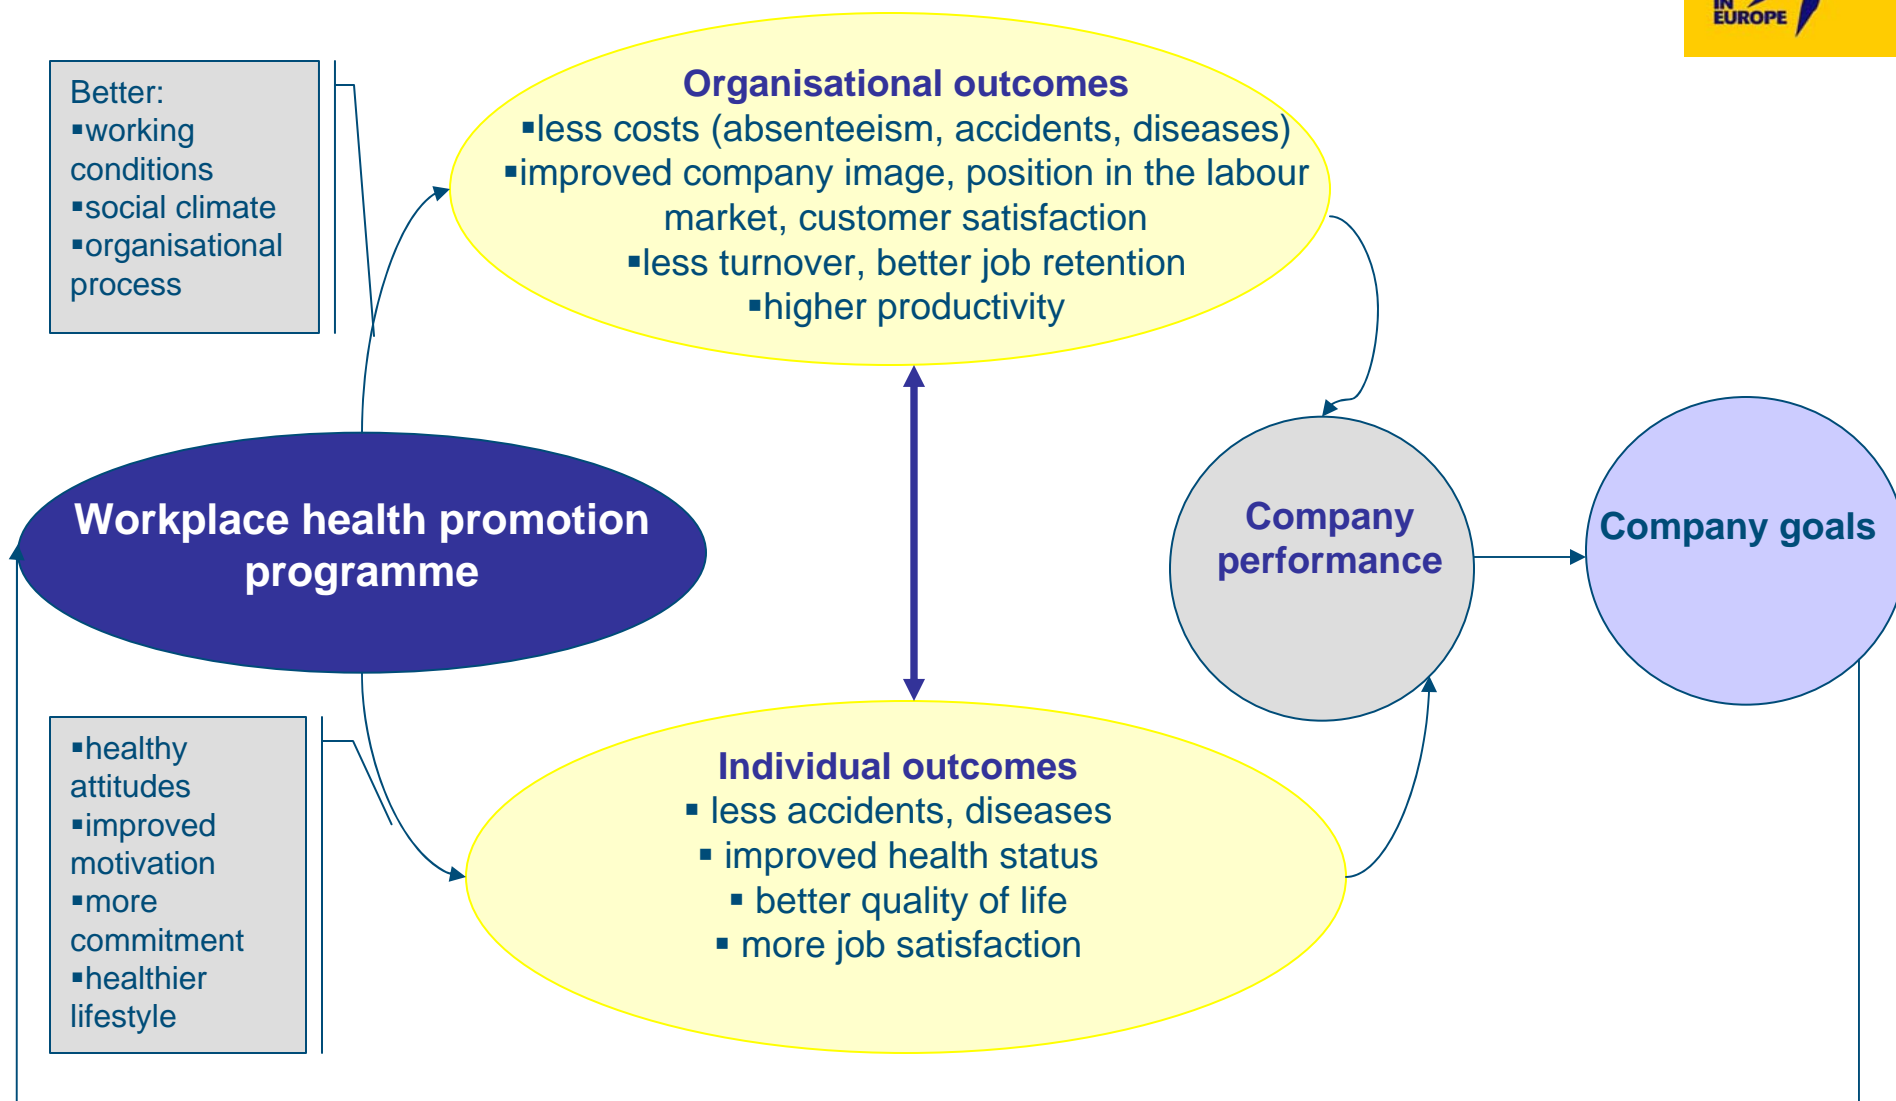 IN
EUROPE
Better:
▪working
conditions
▪social climate
▪organisational
process
Organisational outcomes
▪less costs (absenteeism, accidents, diseases)
▪improved company image, position in the labour
market, customer satisfaction
▪less turnover, better job retention
▪higher productivity
Workplace health promotion
programme
Company
performance
Company goals
▪healthy
attitudes
▪improved
motivation
▪more
commitment
▪healthier
lifestyle
Individual outcomes
▪ less accidents, diseases
▪ improved health status
▪ better quality of life
▪ more job satisfaction